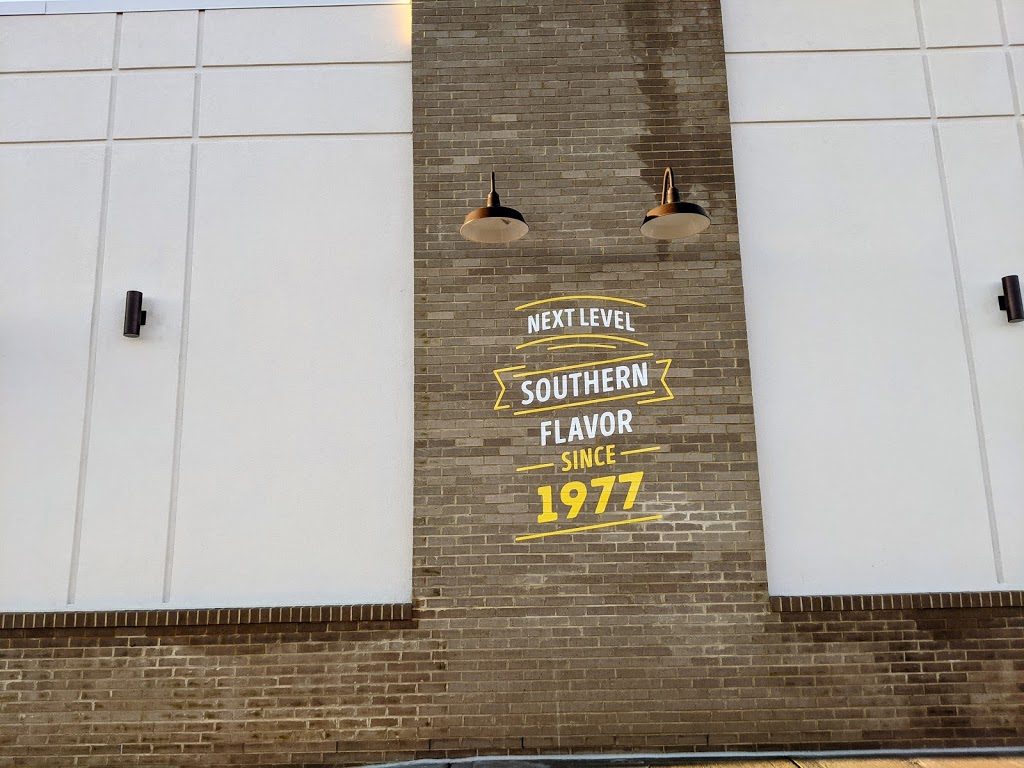 NEXT LEVEL
SOUTHERN
FLAVOR
SINCE
1977